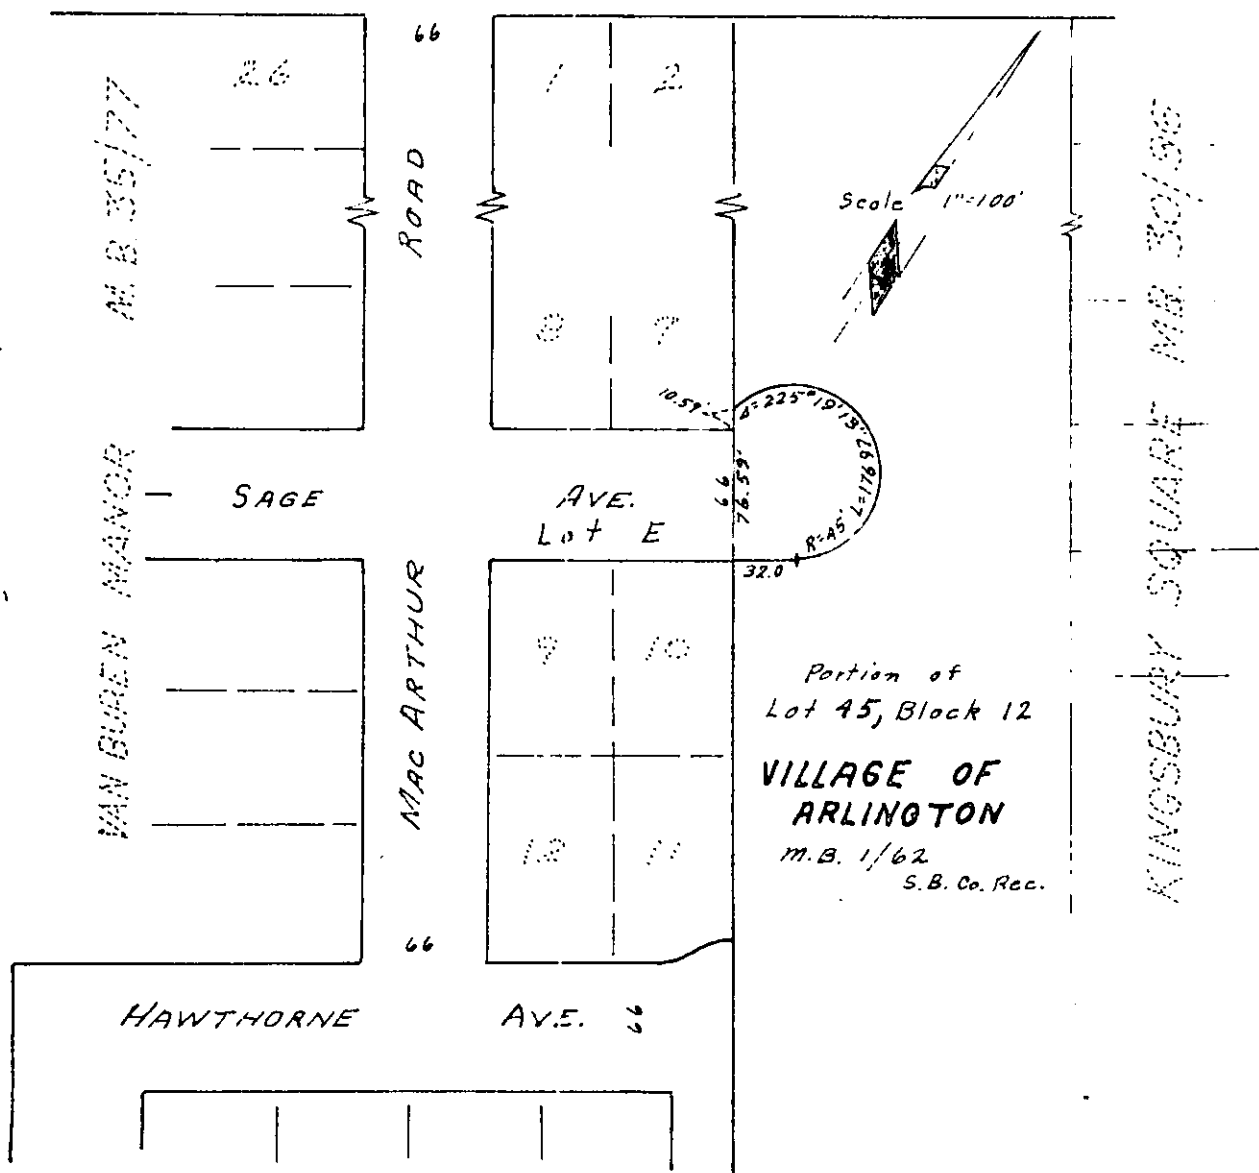 66
26
1
2
M.B. 35/77
ROAD
Scale 1"=100'
M.B. 30/56
8
7
10.59'
Δ=225°19'13"
L=176.97
R=45'
66
76.59'
32.0
SAGE AVE.
Lot E
VAN BUREN MANOR
KINGSBURY SQUARE
MAC ARTHUR
9
10
12
11
Portion of
Lot 45, Block 12
VILLAGE OF
ARLINGTON
M.B. 1/62
S.B. Co. Rec.
66
HAWTHORNE AVE. 66